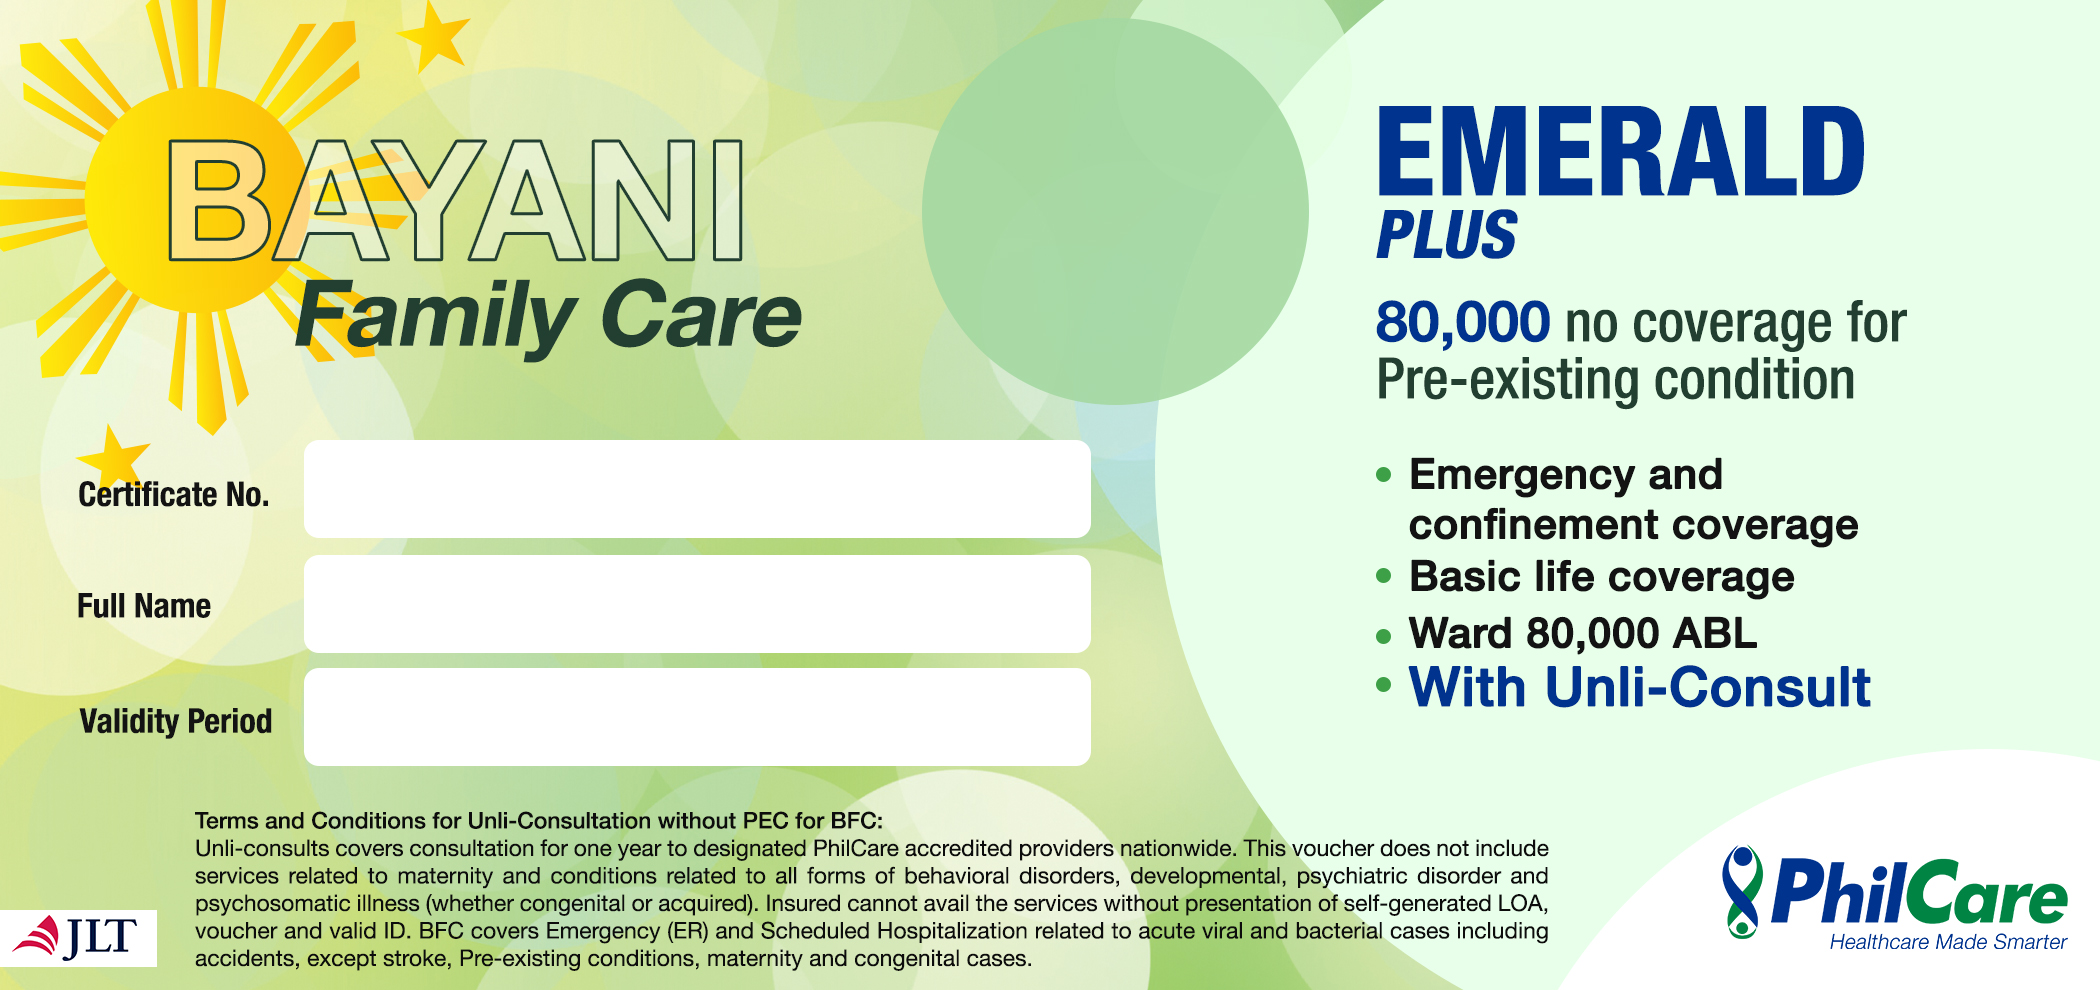 BAYANI
Family Care
Certificate No.
Full Name
Validity Period
EMERALD
PLUS
80,000 no coverage for
Pre-existing condition
• Emergency and
confinement coverage
• Basic life coverage
• Ward 80,000 ABL
• With Unli-Consult
Terms and Conditions for Unli-Consultation without PEC for BFC:
Unli-consults covers consultation for one year to designated PhilCare accredited providers nationwide. This voucher does not include
services related to maternity and conditions related to all forms of behavioral disorders, developmental, psychiatric disorder and
psychosomatic illness (whether congenital or acquired). Insured cannot avail the services without presentation of self-generated LOA,
voucher and valid ID. BFC covers Emergency (ER) and Scheduled Hospitalization related to acute viral and bacterial cases including
accidents, except stroke, Pre-existing conditions, maternity and congenital cases.
JLT
PhilCare
Healthcare Made Smarter